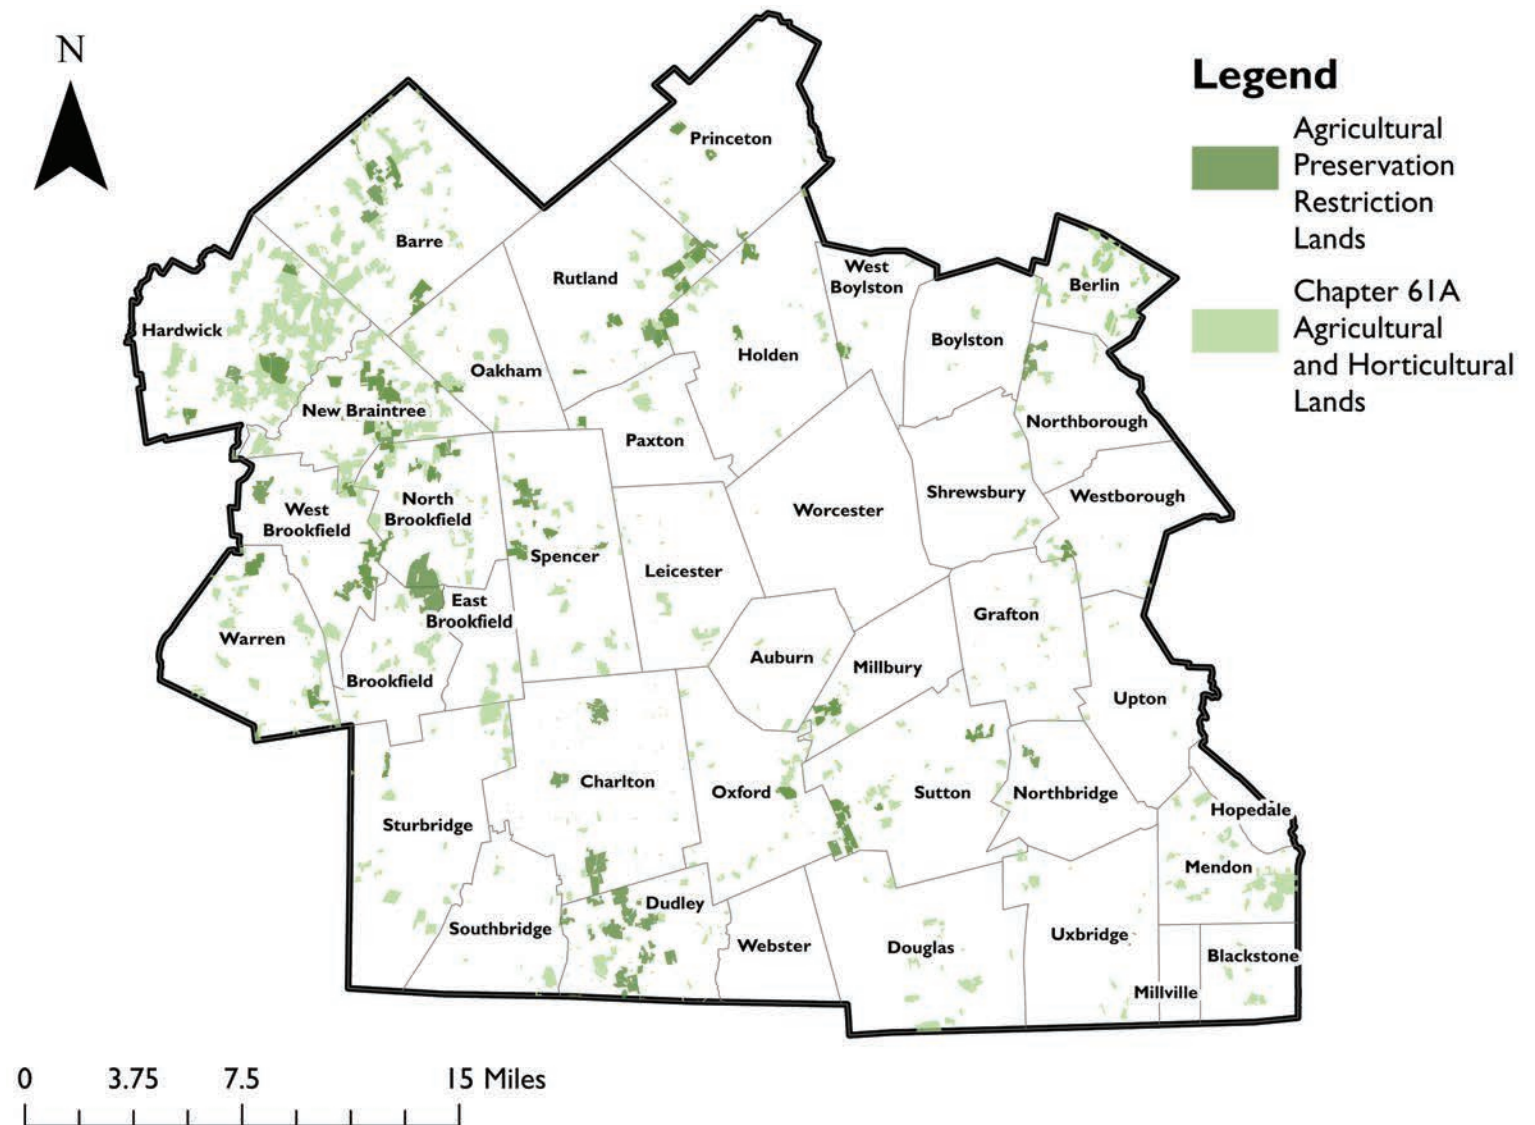 N
Legend
Agricultural
Preservation
Restriction
Lands
Chapter 61A
Agricultural
and Horticultural
Lands
Princeton
Barre
Rutland
West
Boylston
Berlin
Hardwick
Oakham
Holden
Boylston
New Braintree
Paxton
Northborough
West
Brookfield
North
Brookfield
Spencer
Worcester
Shrewsbury
Westborough
Leicester
East
Brookfield
Grafton
Warren
Brookfield
Auburn
Millbury
Upton
Charlton
Oxford
Sutton
Northbridge
Hopedale
Sturbridge
Mendon
Southbridge
Dudley
Webster
Douglas
Uxbridge
Blackstone
Millville
0 3.75 7.5 15 Miles